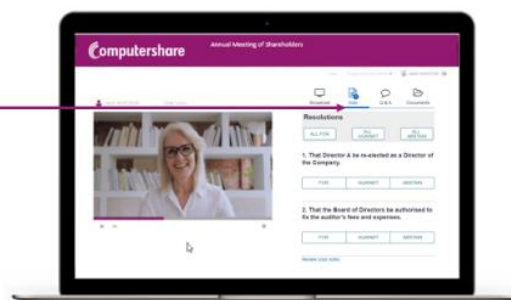 Computershare
Annual Meeting of Shareholders
Broadcast
Vote
Q & A
Documents
Resolutions
ALL FOR
ALL AGAINST
ALL ABSTAIN
1. That Director A be re-elected as a Director of
the Company.
FOR
AGAINST
ABSTAIN
2. That the Board of Directors be authorised to
fix the auditor's fees and expenses.
FOR
AGAINST
ABSTAIN